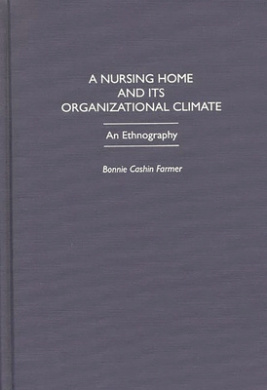 A NURSING HOME
AND ITS
ORGANIZATIONAL CLIMATE
An Ethnography
Bonnie Cashin Farmer